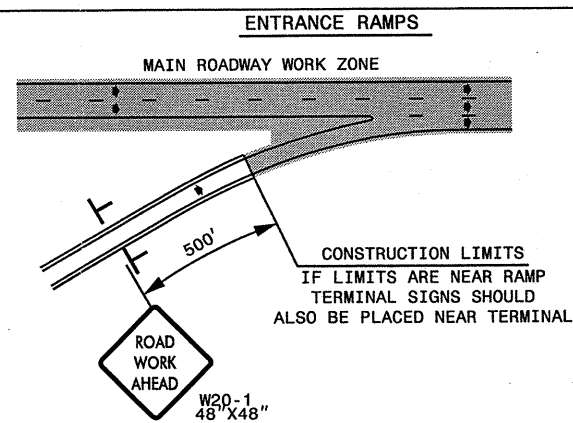 ENTRANCE RAMPS
MAIN ROADWAY WORK ZONE
500'
CONSTRUCTION LIMITS
IF LIMITS ARE NEAR RAMP
TERMINAL SIGNS SHOULD
ALSO BE PLACED NEAR TERMINAL
ROAD
WORK
AHEAD
W20-1
48"X48"